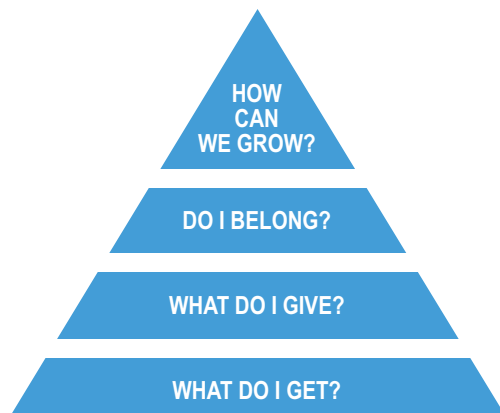 HOW
CAN
WE GROW?
DO I BELONG?
WHAT DO I GIVE?
WHAT DO I GET?